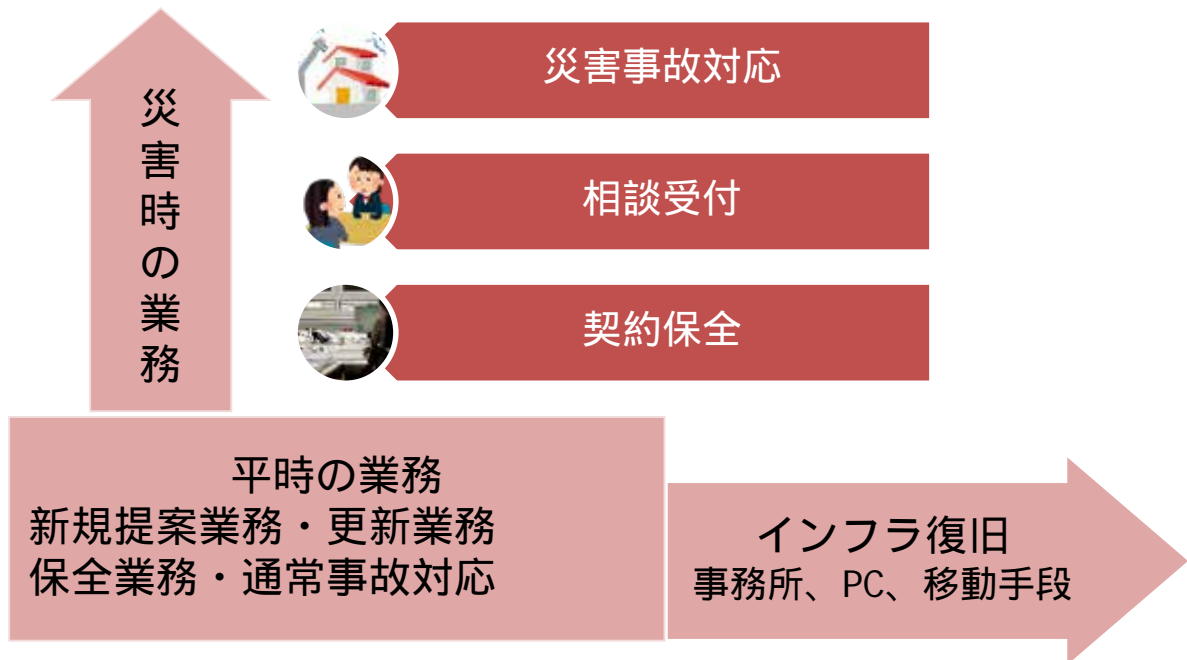 災害時の業務
災害事故対応
相談受付
契約保全
平時の業務
新規提案業務・更新業務
保全業務・通常事故対応
インフラ復旧
事務所、PC、移動手段